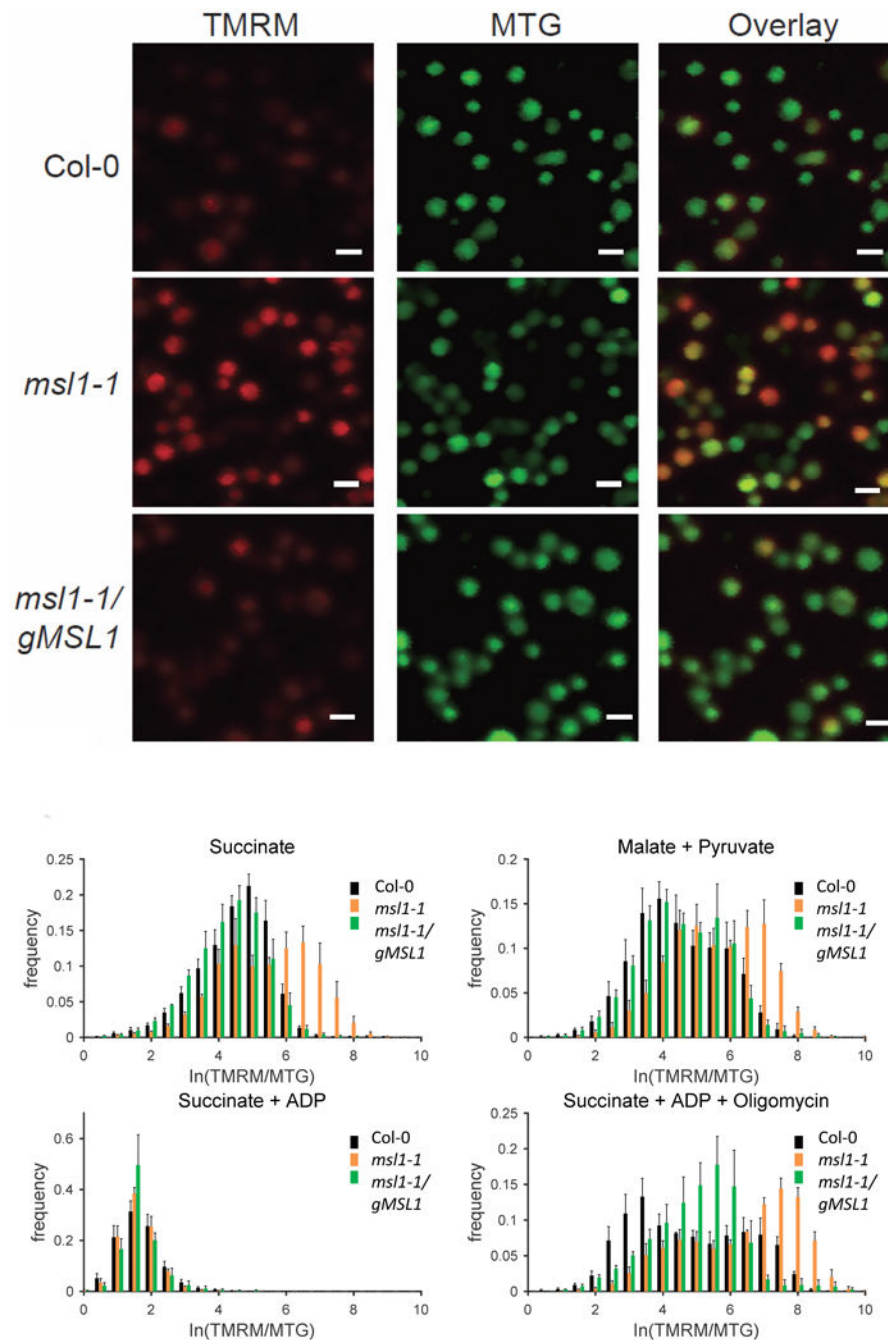 TMRM MTG Overlay
Col-0
msl1-1
msl1-1/
gMSL1
Succinate
0.25
0.2
0.15
0.1
0.05
0
frequency
Col-0
msl1-1
msl1-1/
gMSL1
0 2 4 6 8 10
ln(TMRM/MTG)
Malate + Pyruvate
0.2
0.15
0.1
0.05
0
frequency
Col-0
msl1-1
msl1-1/
gMSL1
0 2 4 6 8 10
ln(TMRM/MTG)
Succinate + ADP
0.6
0.4
0.2
0
frequency
Col-0
msl1-1
msl1-1/
gMSL1
0 2 4 6 8 10
ln(TMRM/MTG)
Succinate + ADP + Oligomycin
0.2
0.15
0.1
0.05
0
frequency
Col-0
msl1-1
msl1-1/
gMSL1
0 2 4 6 8 10
ln(TMRM/MTG)